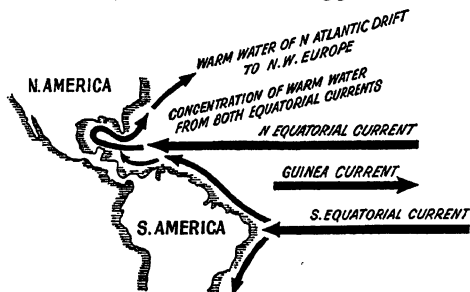 WARM WATER OF N ATLANTIC DRIFT
TO N.W. EUROPE
N. AMERICA
CONCENTRATION OF WARM WATER
FROM BOTH EQUATORIAL CURRENTS
N EQUATORIAL CURRENT
GUINEA CURRENT
S. EQUATORIAL CURRENT
S. AMERICA